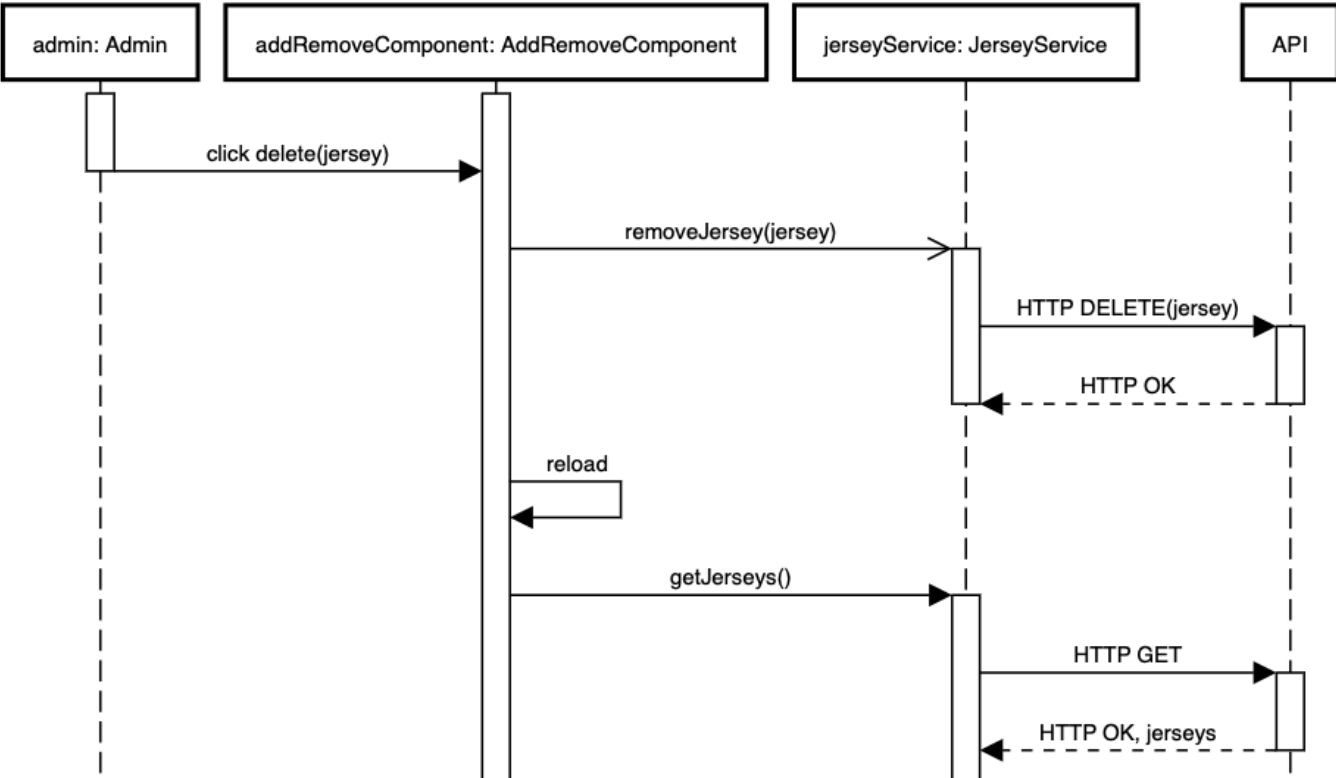 admin: Admin
addRemoveComponent: AddRemoveComponent
jerseyService: JerseyService
API
click delete(jersey)
removeJersey(jersey)
HTTP DELETE(jersey)
HTTP OK
reload
getJerseys()
HTTP GET
HTTP OK, jerseys